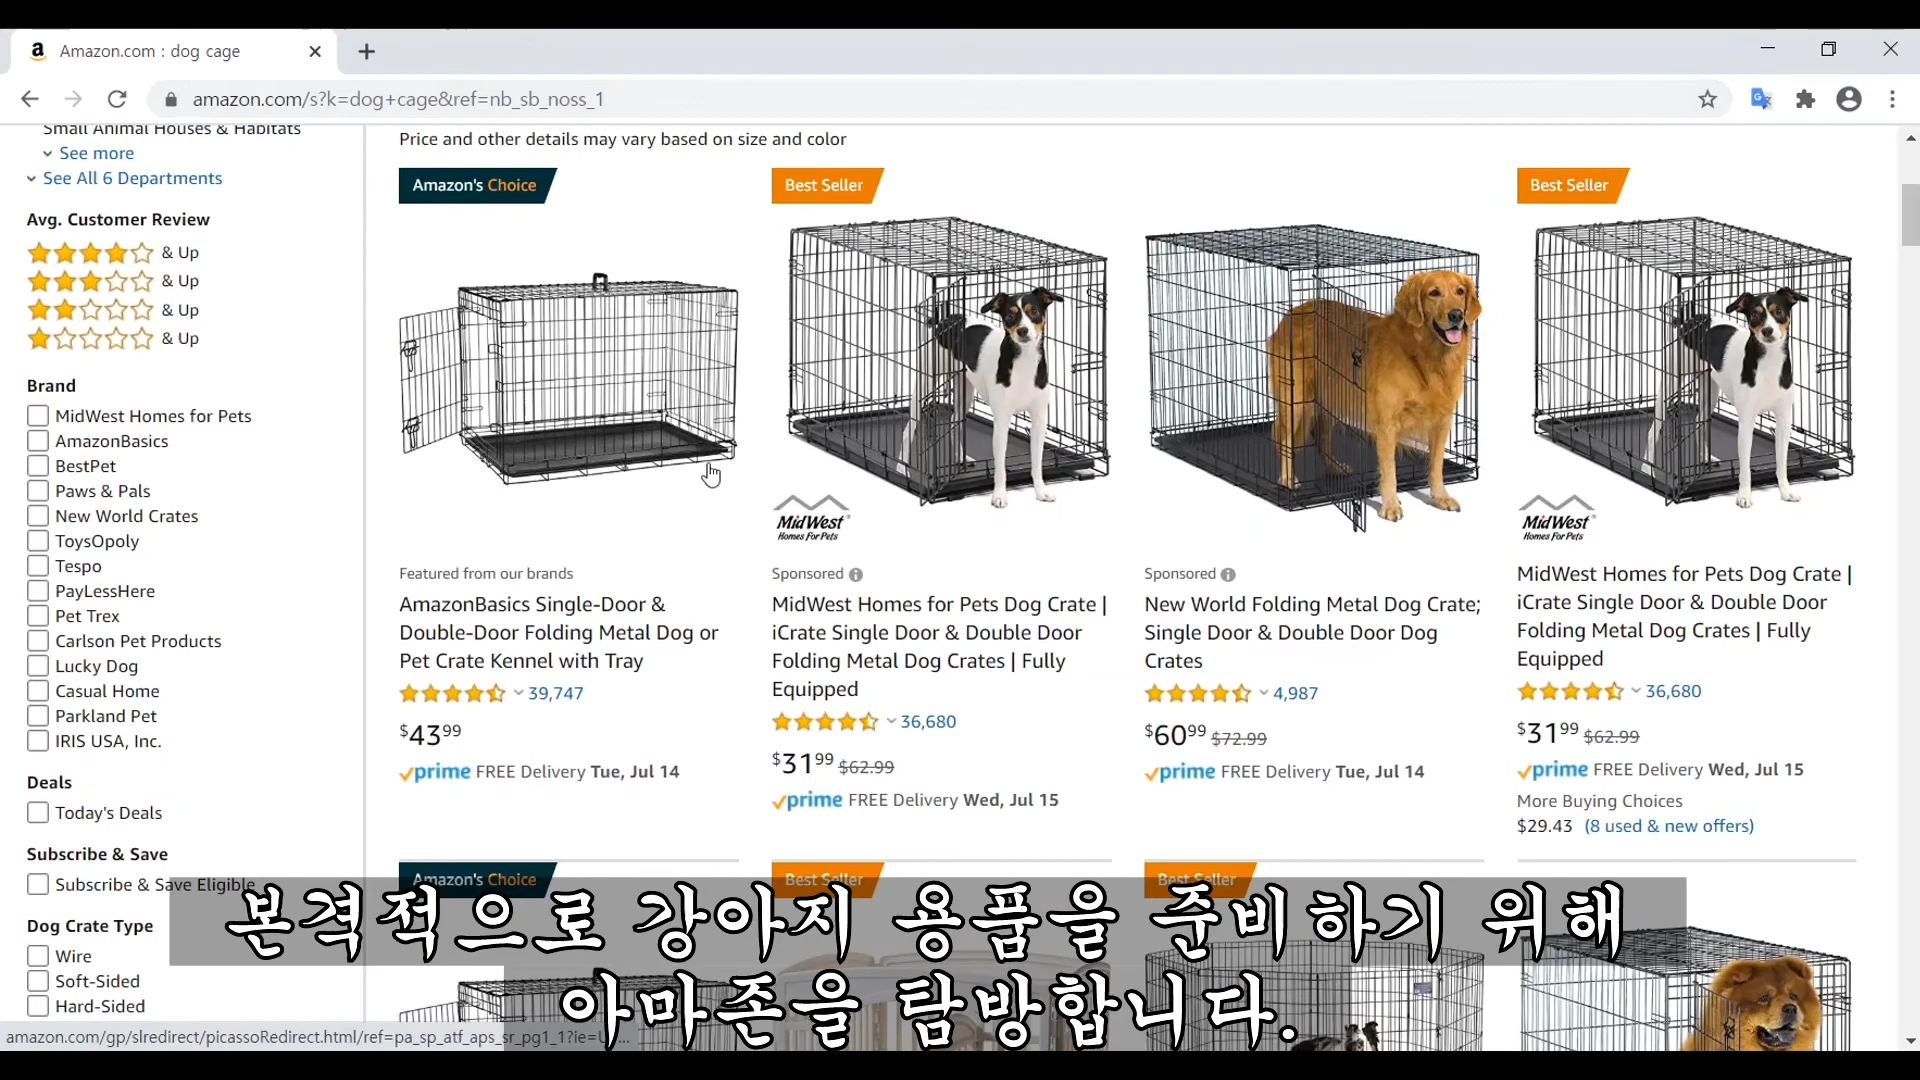 Amazon.com : dog cage
amazon.com/s?k=dog+cage&ref=nb_sb_noss_1
Small Animal Houses & Habitats
See more
See All 6 Departments
Avg. Customer Review
& Up
& Up
& Up
& Up
Brand
MidWest Homes for Pets
AmazonBasics
BestPet
Paws & Pals
New World Crates
ToysOpoly
Tespo
PayLessHere
Pet Trex
Carlson Pet Products
Lucky Dog
Casual Home
Parkland Pet
IRIS USA, Inc.
Deals
Today's Deals
Subscribe & Save
Subscribe & Save Eligible
Dog Crate Type
Wire
Soft-Sided
Hard-Sided
Price and other details may vary based on size and color
Amazon's Choice
Featured from our brands
AmazonBasics Single-Door &
Double-Door Folding Metal Dog or
Pet Crate Kennel with Tray
39,747
$43.99
prime FREE Delivery Tue, Jul 14
Best Seller
MidWest
Homes For Pets
Sponsored
MidWest Homes for Pets Dog Crate |
iCrate Single Door & Double Door
Folding Metal Dog Crates | Fully
Equipped
36,680
$31.99 $62.99
prime FREE Delivery Wed, Jul 15
Sponsored
New World Folding Metal Dog Crate;
Single Door & Double Door Dog
Crates
4,987
$60.99 $72.99
prime FREE Delivery Tue, Jul 14
Best Seller
MidWest
Homes For Pets
MidWest Homes for Pets Dog Crate |
iCrate Single Door & Double Door
Folding Metal Dog Crates | Fully
Equipped
36,680
$31.99 $62.99
prime FREE Delivery Wed, Jul 15
More Buying Choices
$29.43 (8 used & new offers)
Amazon's Choice
Best Seller
Best Seller
본격적으로 강아지 용품을 준비하기 위해
아마존을 탐방합니다.
amazon.com/gp/slredirect/picassoRedirect.html/ref=pa_sp_atf_aps_sr_pg1_1?ie=U...